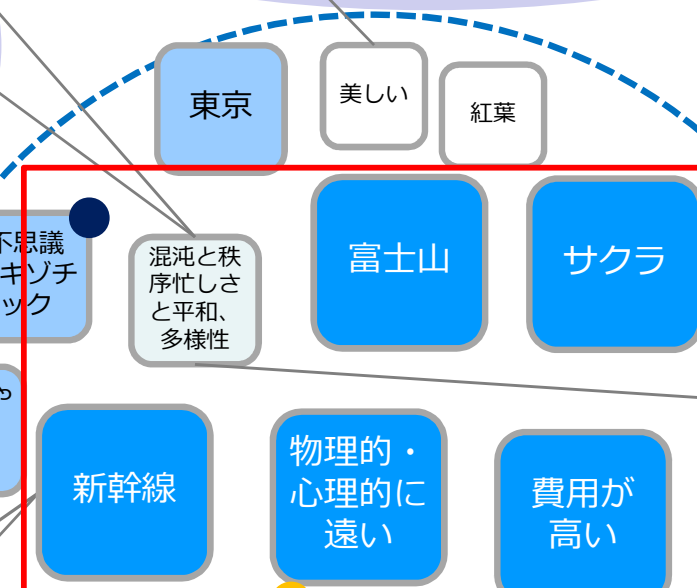 東京
美しい
紅葉
不思議
キゾチ
ック
混沌と秩
序忙しさ
と平和、
多様性
富士山
サクラ
や
新幹線
物理的・
心理的に
遠い
費用が
高い